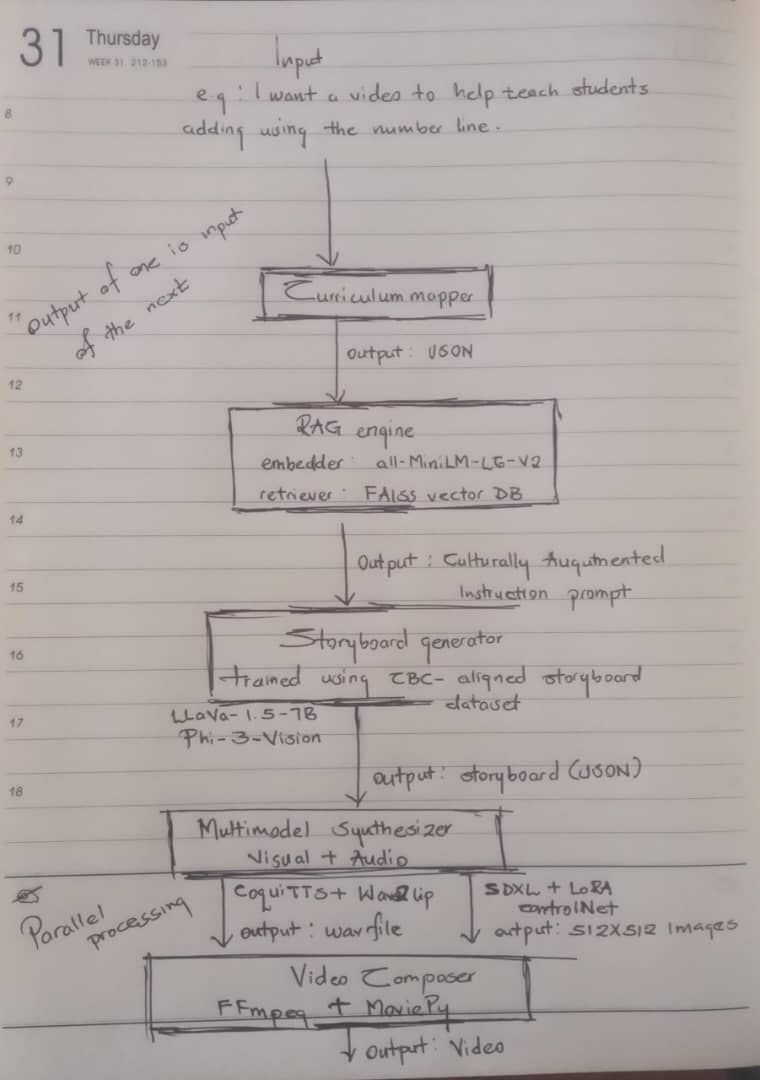 31 Thursday
WEEK 31 212-153
Input
e.g : I want a video to help teach students
adding using the number line.
8
9
10
11
12
13
14
15
16
17
18
Output of one is input
of the next
Curriculum mapper
output : JSON
RAG engine
embedder : all-MiniLM-L6-V2
retriever : FAISS vector DB
Output : Culturally Augumented
Instruction prompt
Storyboard generator
trained using CBC- aligned storyboard
dataset
LLaVa-1.5-7B
Phi-3-Vision
output: storyboard (JSON)
Multimodel Synthesizer
Visual + Audio
Parallel
processing
CoquiTTS + Wav2Lip
output : wavfile
SDXL + LoRA
controlNet
output: 512X512 Images
Video Composer
FFmpeg + MoviePy
output: Video